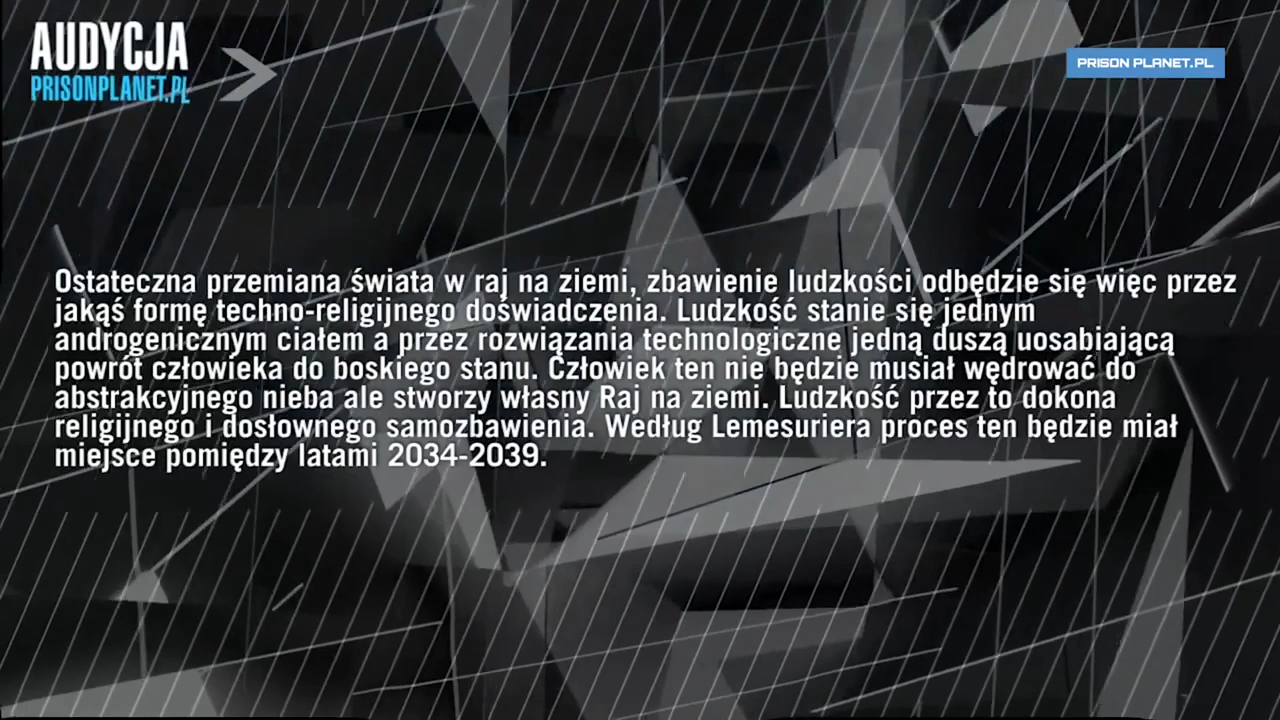 AUDYCJA
PRISONPLANET.PL
PRISON PLANET.PL
Ostateczna przemiana świata w raj na ziemi, zbawienie ludzkości odbędzie się więc przez
jakąś formę techno-religijnego doświadczenia. Ludzkość stanie się jednym
androgenicznym ciałem a przez rozwiązania technologiczne jedną duszą uosabiającą
powrót człowieka do boskiego stanu. Człowiek ten nie będzie musiał wędrować do
abstrakcyjnego nieba ale stworzy własny Raj na ziemi. Ludzkość przez to dokona
religijnego i dosłownego samozbawienia. Według Lemesuriera proces ten będzie miał
miejsce pomiędzy latami 2034-2039.